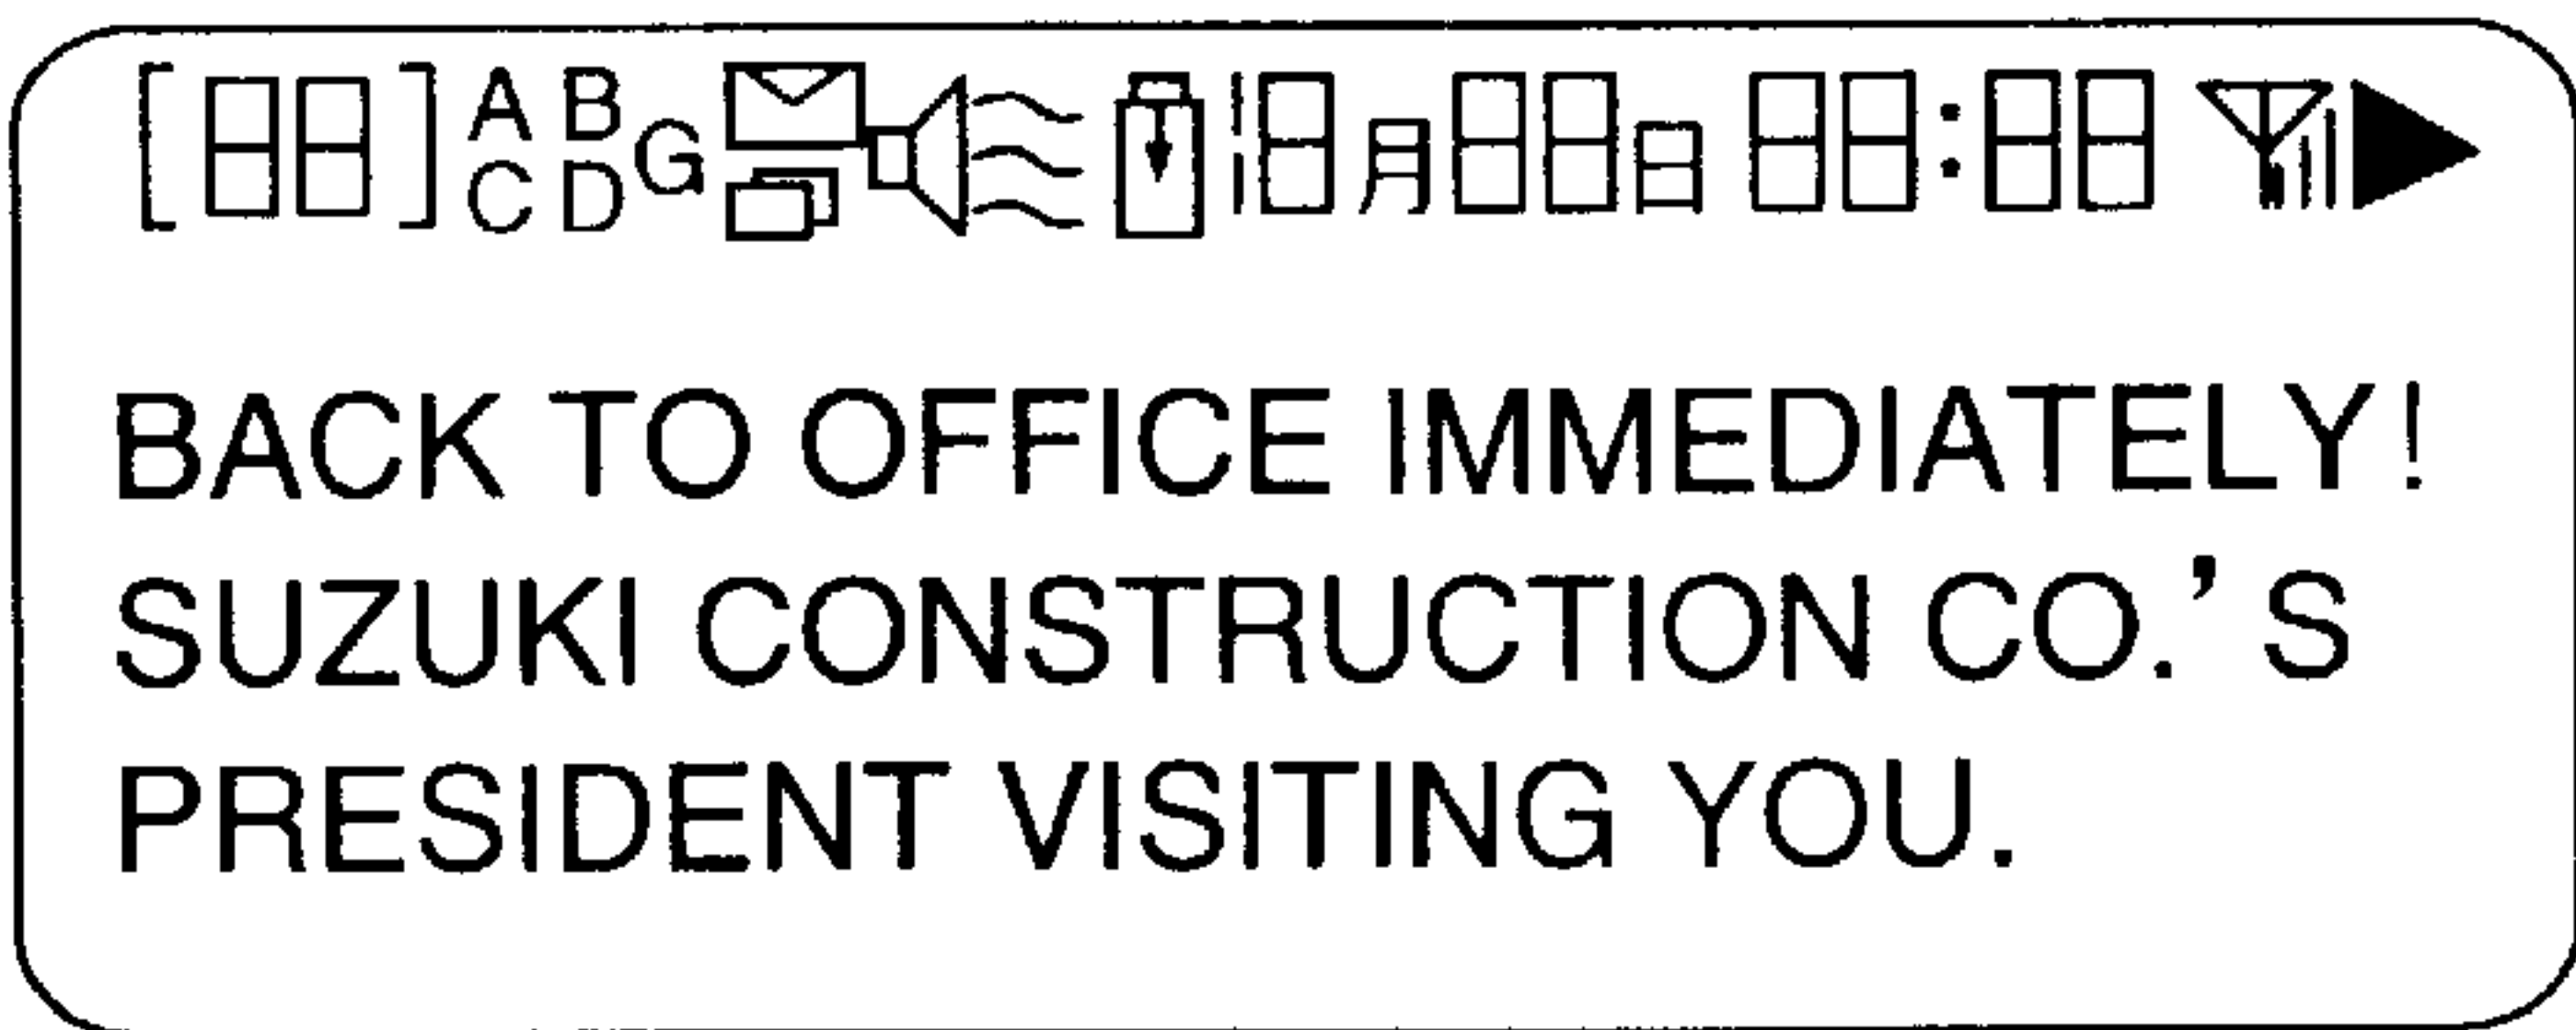 [88] A B C D G 18月88日 88:88
BACK TO OFFICE IMMEDIATELY!
SUZUKI CONSTRUCTION CO.'S
PRESIDENT VISITING YOU.